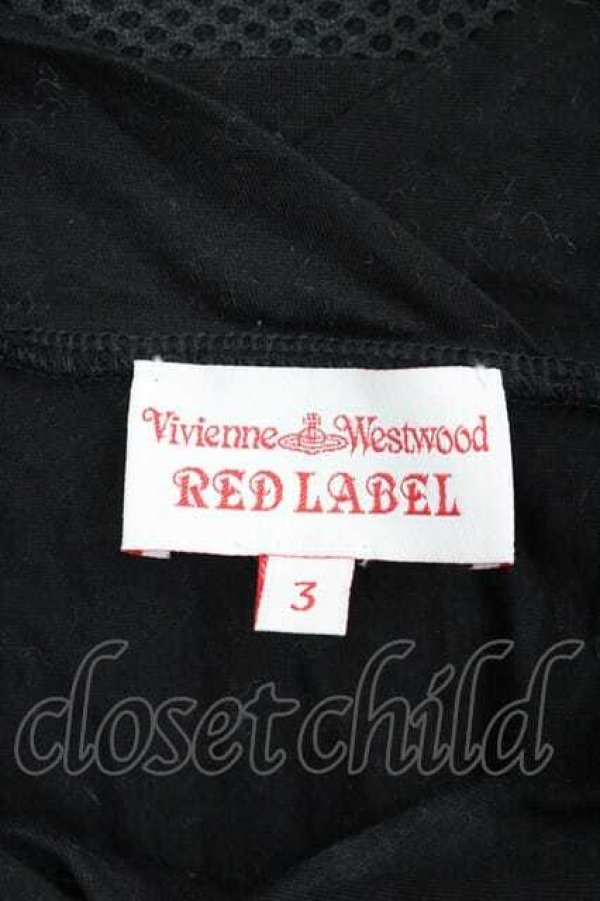 Vivienne Westwood
RED LABEL
3
closetchild